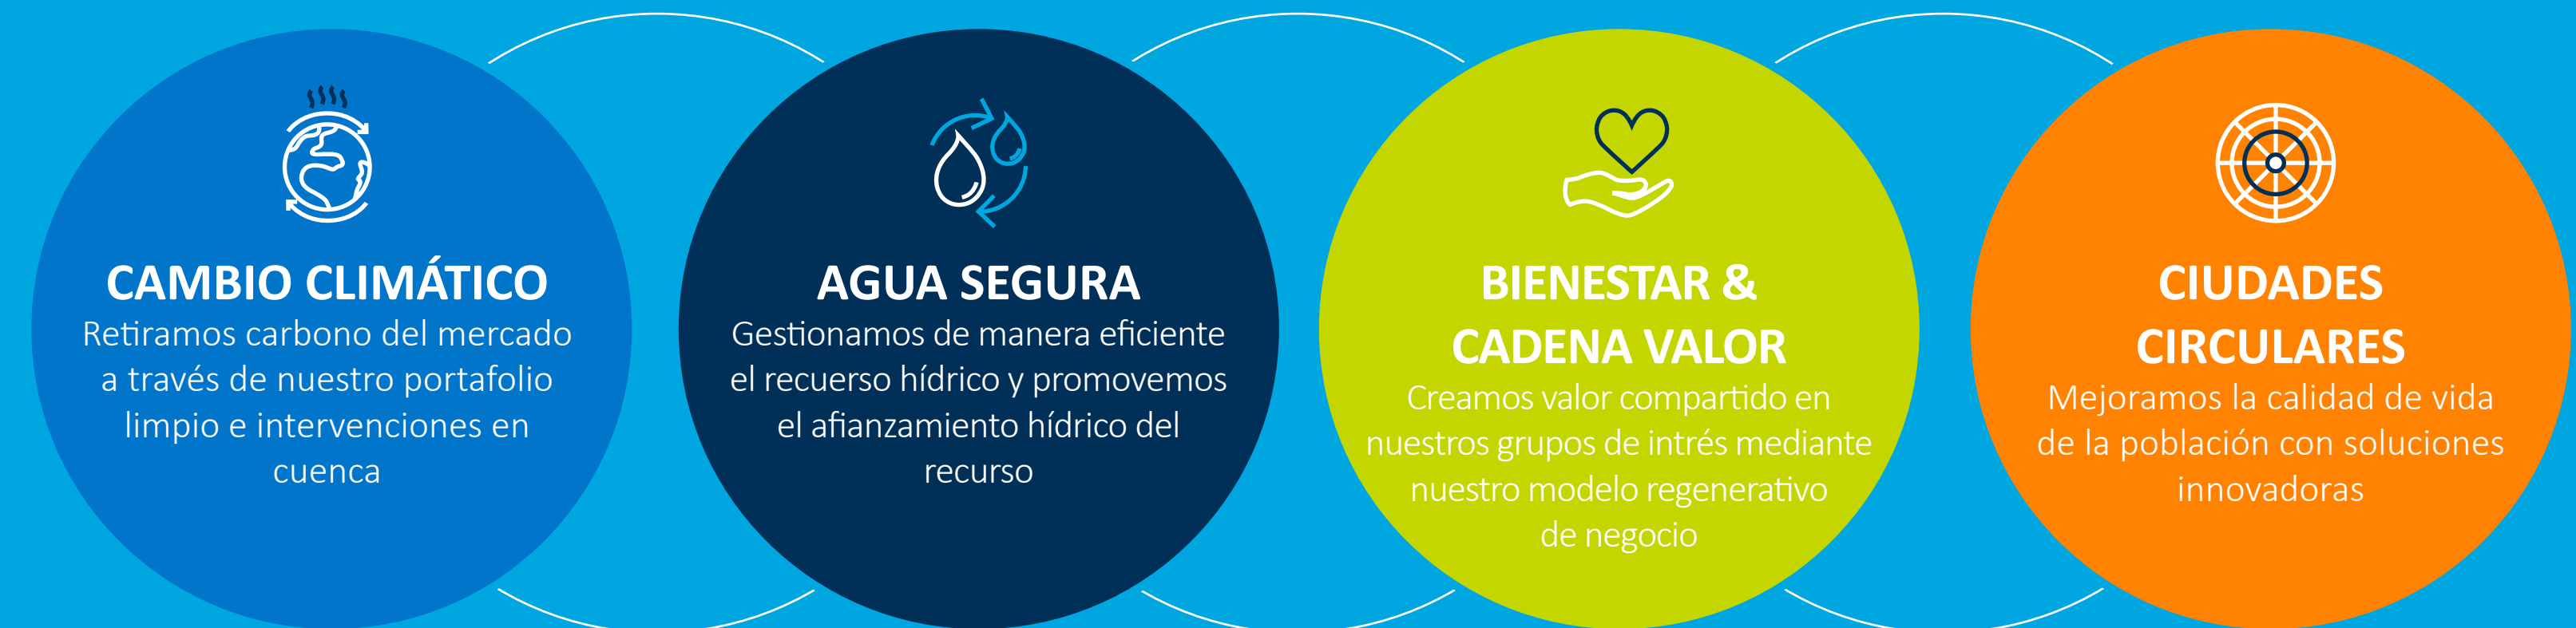 CAMBIO CLIMÁTICO
Retiramos carbono del mercado
a través de nuestro portafolio
limpio e intervenciones en
cuenca
AGUA SEGURA
Gestionamos de manera eficiente
el recuerso hídrico y promovemos
el afianzamiento hídrico del
recurso
BIENESTAR &
CADENA VALOR
Creamos valor compartido en
nuestros grupos de intrés mediante
nuestro modelo regenerativo
de negocio
CIUDADES
CIRCULARES
Mejoramos la calidad de vida
de la población con soluciones
innovadoras